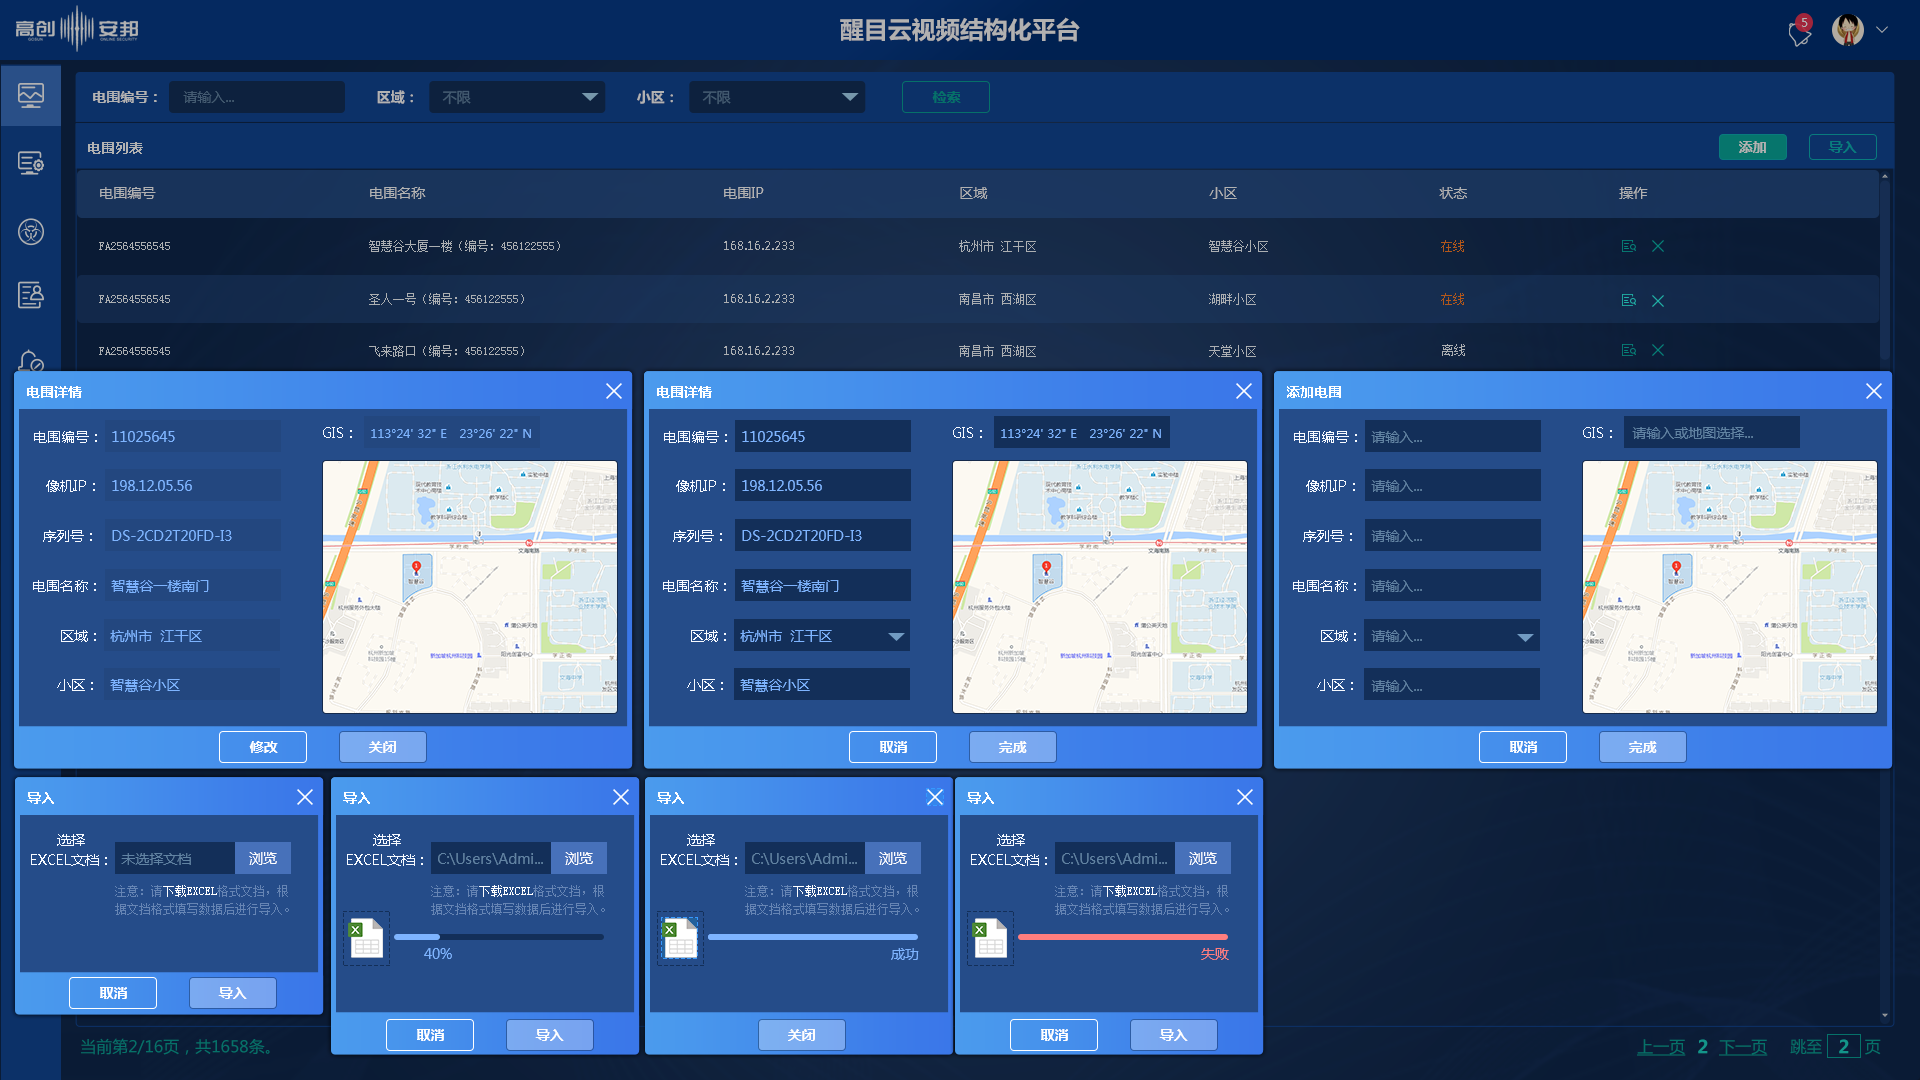 高创 安邦
醒目云视频结构化平台
5
电围编号： 请输入... 区域： 不限 小区： 不限 检索
电围列表 添加 导入
电围编号 电围名称 电围IP 区域 小区 状态 操作
FA2564556545 智慧谷大厦一楼（编号：456122555） 168.16.2.233 杭州市 江干区 智慧谷小区 在线
FA2564556545 圣人一号（编号：456122555） 168.16.2.233 南昌市 西湖区 湖畔小区 在线
FA2564556545 飞来路口（编号：456122555） 168.16.2.233 南昌市 西湖区 天堂小区 离线
电围详情
电围编号： 11025645 GIS： 113°24' 32" E 23°26' 22" N
像机IP： 198.12.05.56
序列号： DS-2CD2T20FD-I3
电围名称： 智慧谷一楼南门
区域： 杭州市 江干区
小区： 智慧谷小区
修改 关闭
电围详情
电围编号： 11025645 GIS： 113°24' 32" E 23°26' 22" N
像机IP： 198.12.05.56
序列号： DS-2CD2T20FD-I3
电围名称： 智慧谷一楼南门
区域： 杭州市 江干区
小区： 智慧谷小区
取消 完成
添加电围
电围编号： 请输入... GIS： 请输入或地图选择...
像机IP： 请输入...
序列号： 请输入...
电围名称： 请输入...
区域： 请输入...
小区： 请输入...
取消 完成
导入
选择
EXCEL文档： 未选择文档 浏览
注意：请下载EXCEL格式文档，根
据文档格式填写数据后进行导入。
取消 导入
导入
选择
EXCEL文档： C:\Users\Admi... 浏览
注意：请下载EXCEL格式文档，根
据文档格式填写数据后进行导入。
40%
取消 导入
导入
选择
EXCEL文档： C:\Users\Admi... 浏览
注意：请下载EXCEL格式文档，根
据文档格式填写数据后进行导入。
成功
关闭
导入
选择
EXCEL文档： C:\Users\Admi... 浏览
注意：请下载EXCEL格式文档，根
据文档格式填写数据后进行导入。
失败
取消 导入
当前第2/16页，共1658条。 上一页 2 下一页 跳至 2 页